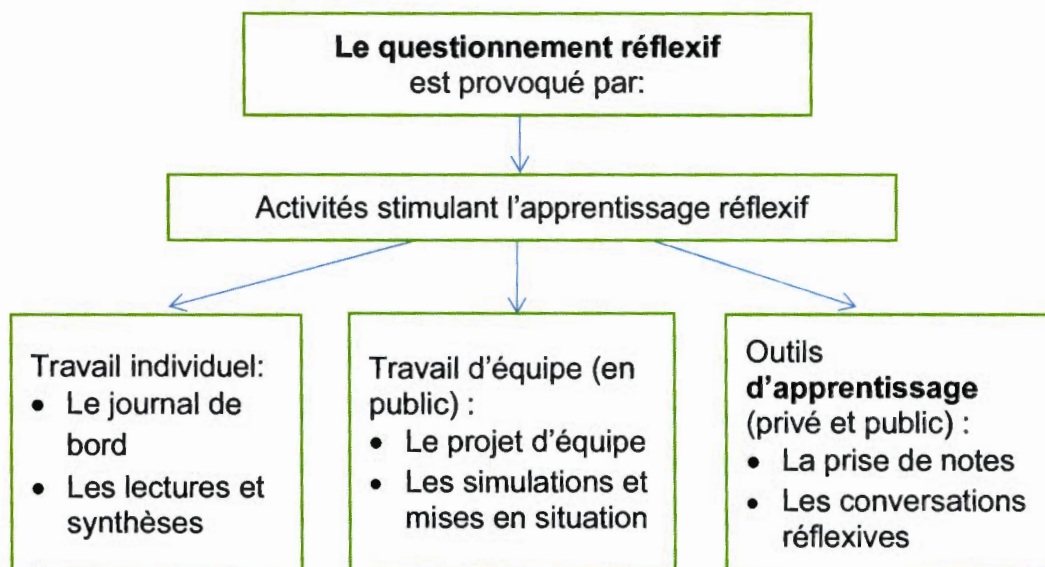 Le questionnement réflexif
est provoqué par:
Activités stimulant l'apprentissage réflexif
Travail individuel:
• Le journal de
bord
• Les lectures et
synthèses
Travail d'équipe (en
public) :
• Le projet d'équipe
• Les simulations et
mises en situation
Outils
d'apprentissage
(privé et public) :
• La prise de notes
• Les conversations
réflexives